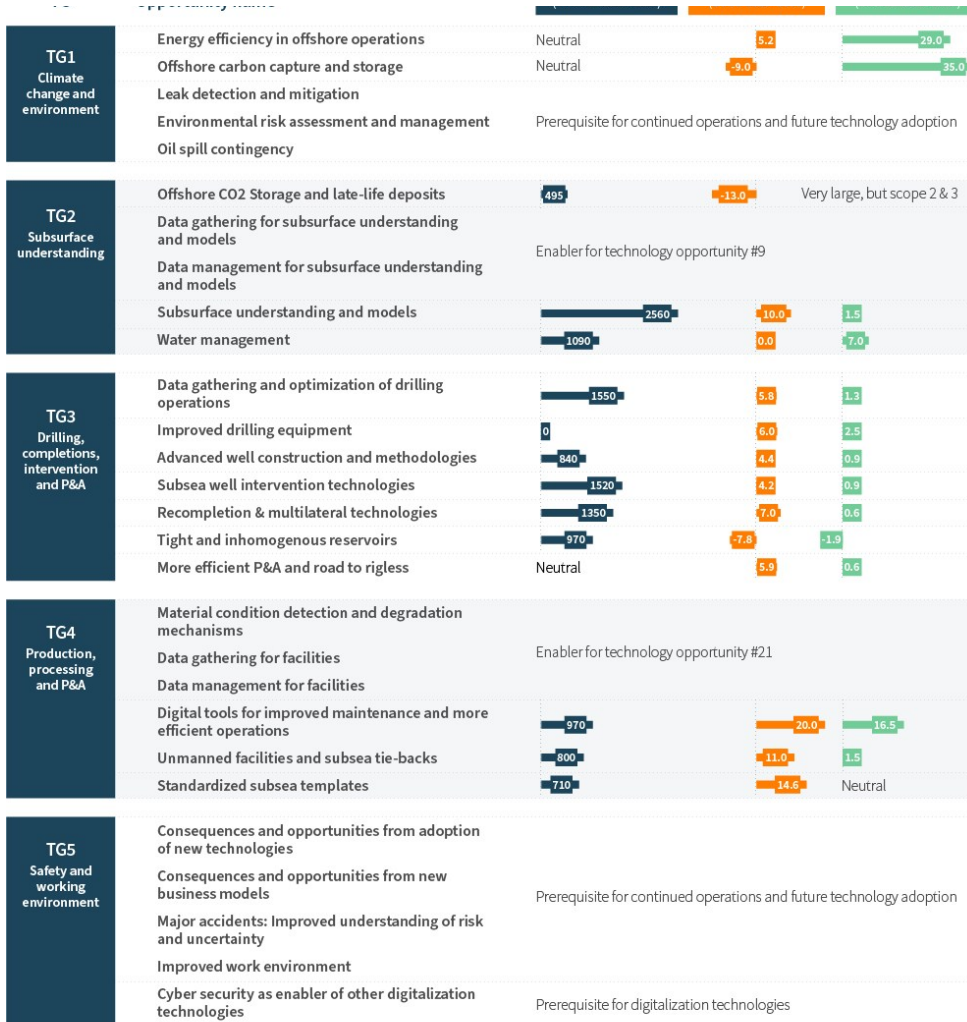 TG1
Climate
change and
environment
Energy efficiency in offshore operations
Neutral
5.2
29.0
Offshore carbon capture and storage
Neutral
-9.0
35.0
Leak detection and mitigation
Environmental risk assessment and management
Prerequisite for continued operations and future technology adoption
Oil spill contingency
TG2
Subsurface
understanding
Offshore CO2 Storage and late-life deposits
495
-13.0
Very large, but scope 2 & 3
Data gathering for subsurface understanding
and models
Enabler for technology opportunity #9
Data management for subsurface understanding
and models
Subsurface understanding and models
2560
10.0
1.5
Water management
1090
0.0
7.0
TG3
Drilling,
completions,
intervention
and P&A
Data gathering and optimization of drilling
operations
1550
5.8
1.3
Improved drilling equipment
0
6.0
2.5
Advanced well construction and methodologies
840
4.4
0.9
Subsea well intervention technologies
1520
4.2
0.9
Recompletion & multilateral technologies
1350
7.0
0.6
Tight and inhomogenous reservoirs
970
-7.8
-1.9
More efficient P&A and road to rigless
Neutral
5.9
0.6
TG4
Production,
processing
and P&A
Material condition detection and degradation
mechanisms
Enabler for technology opportunity #21
Data gathering for facilities
Data management for facilities
Digital tools for improved maintenance and more
efficient operations
970
20.0
16.5
Unmanned facilities and subsea tie-backs
800
11.0
1.5
Standardized subsea templates
710
14.6
Neutral
TG5
Safety and
working
environment
Consequences and opportunities from adoption
of new technologies
Consequences and opportunities from new
business models
Prerequisite for continued operations and future technology adoption
Major accidents: Improved understanding of risk
and uncertainty
Improved work environment
Cyber security as enabler of other digitalization
technologies
Prerequisite for digitalization technologies